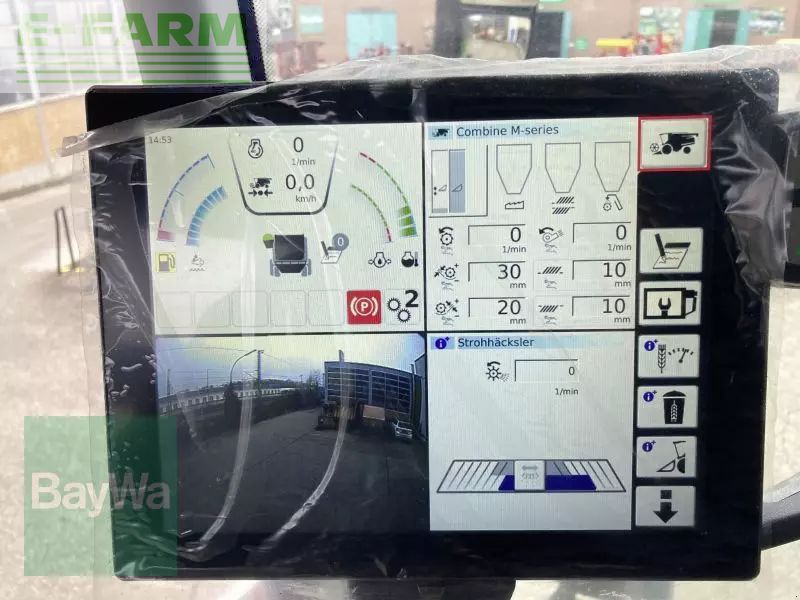 E-FARM
14:53
0
1/min
0,0
km/h
0
P
2
Combine M-series
0
1/min
0
1/min
30
mm
10
mm
20
mm
10
mm
Strohhäcksler
0
1/min
BayWa